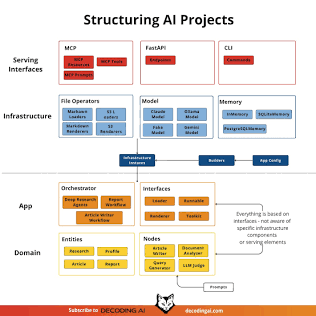 Structuring AI Projects
Serving
Interfaces
MCP
MCP
Resources
MCP Tools
MCP Prompts
FastAPI
Endpoints
CLI
Commands
Infrastructure
File Operators
Markdown
Loaders
S3 Loaders
Markdown
Renderers
S3
Renderers
Model
Claude
Model
Ollama
Model
Fake
Model
Gemini
Model
Memory
InMemory
SQLiteMemory
PostgreSQLMemory
Infrastructure
Instances
Builders
App Config
App
Orchestrator
Deep Research
Agents
Report
Workflow
Article Writer
Workflow
Interfaces
Loader
Runnable
Renderer
Toolkit
Everything is based on
interfaces - not aware of
specific infrastructure
components
or serving elements
Domain
Entities
Research
Profile
Article
Report
Nodes
Article
Writer
Document
Analyzer
Query
Generator
LLM Judge
Prompts
Subscribe to
DECODING AI
decodingai.com